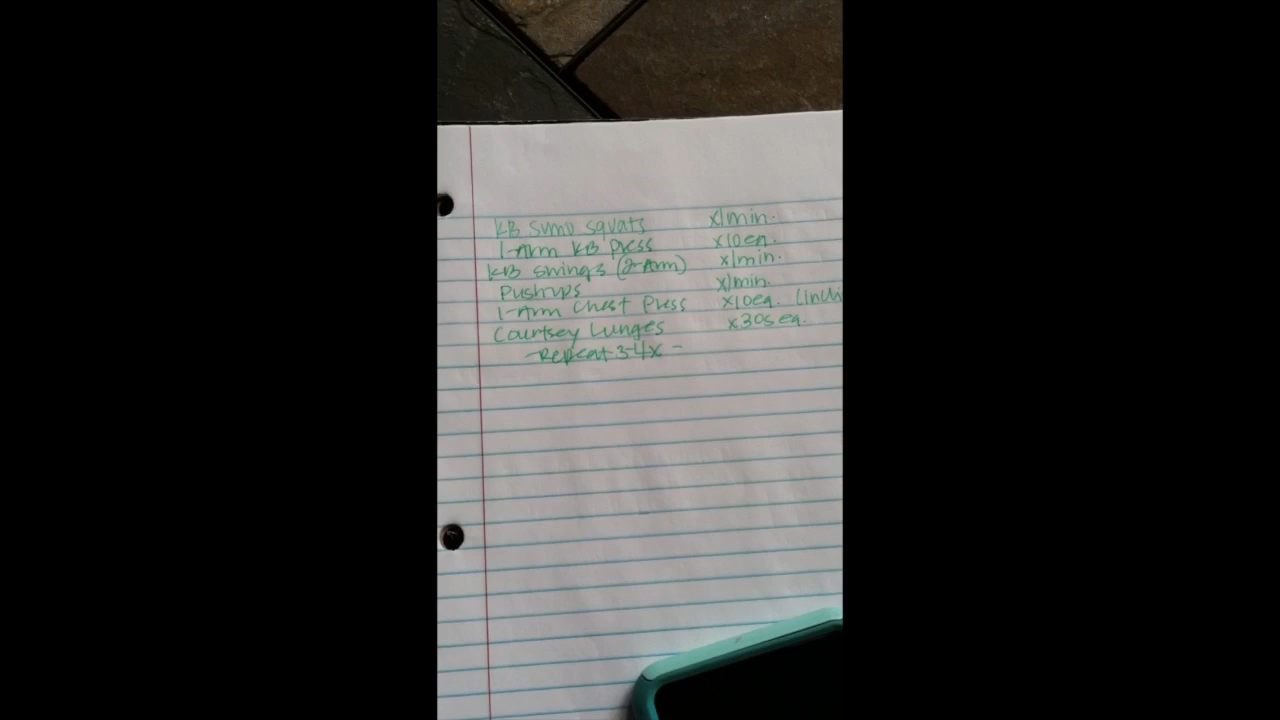 KB sumo squats x1min.
1-Arm KB Press x10ea.
KB swings (2-Arm) x1min.
Pushups x1min.
1-Arm Chest Press x10ea.
Courtsey Lunges x30s ea.
-Repeat 3-4x -